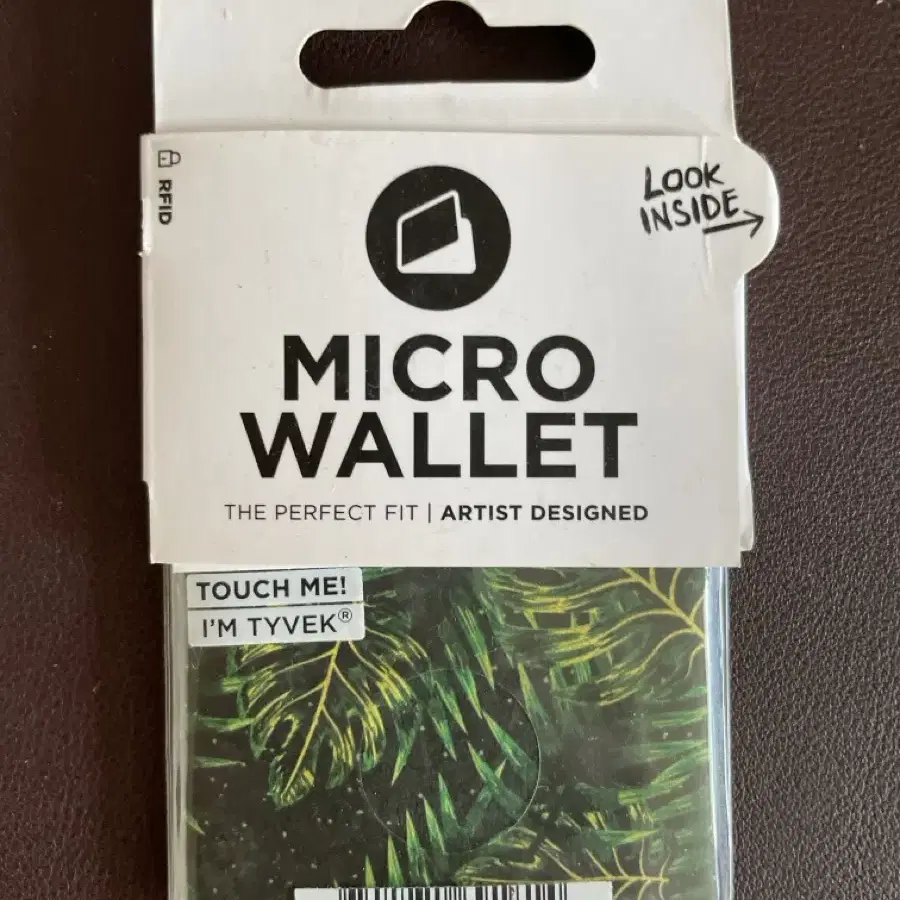 RFID
LOOK
INSIDE
MICRO
WALLET
THE PERFECT FIT | ARTIST DESIGNED
TOUCH ME!
I'M TYVEK®